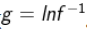 g = lnf⁻¹